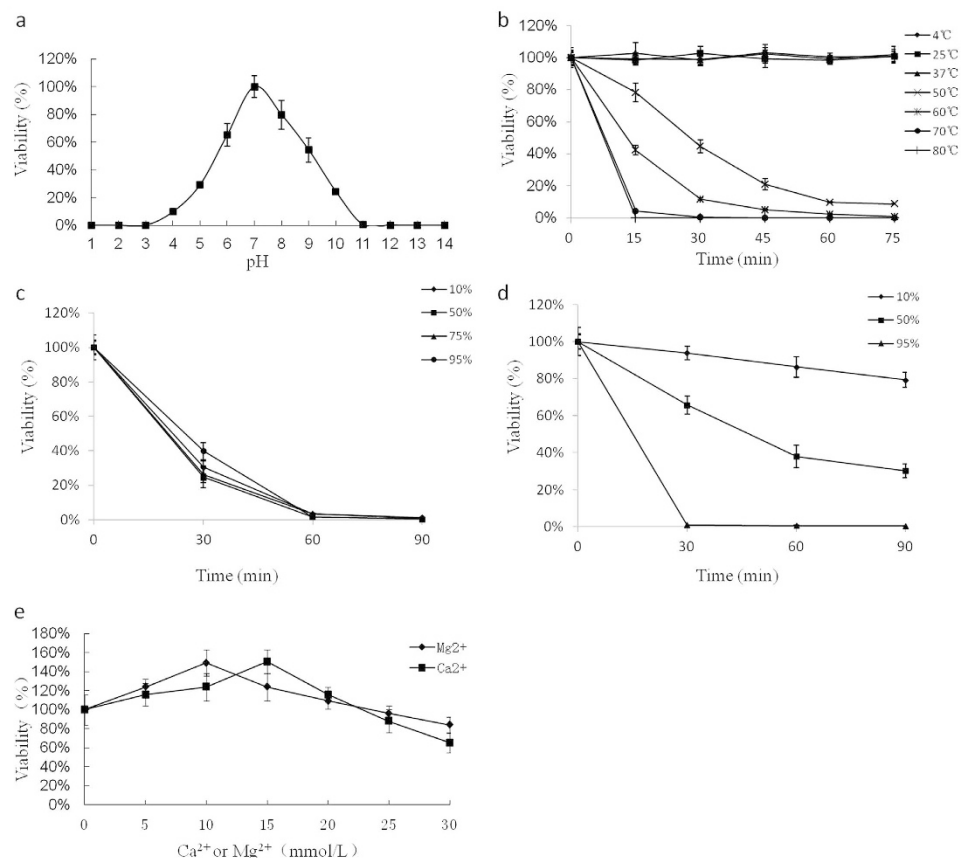 a
120%
100%
80%
60%
40%
20%
0%
Viability (%)
1 2 3 4 5 6 7 8 9 10 11 12 13 14
pH
b
120%
100%
80%
60%
40%
20%
0%
Viability (%)
0 15 30 45 60 75
Time (min)
4℃
25℃
37℃
50℃
60℃
70℃
80℃
c
120%
100%
80%
60%
40%
20%
0%
Viability (%)
0 30 60 90
Time (min)
10%
50%
75%
95%
d
120%
100%
80%
60%
40%
20%
0%
Viability (%)
0 30 60 90
Time (min)
10%
50%
95%
e
180%
160%
140%
120%
100%
80%
60%
40%
20%
0%
Viability (%)
0 5 10 15 20 25 30
Ca²⁺ or Mg²⁺ (mmol/L)
Mg2+
Ca2+